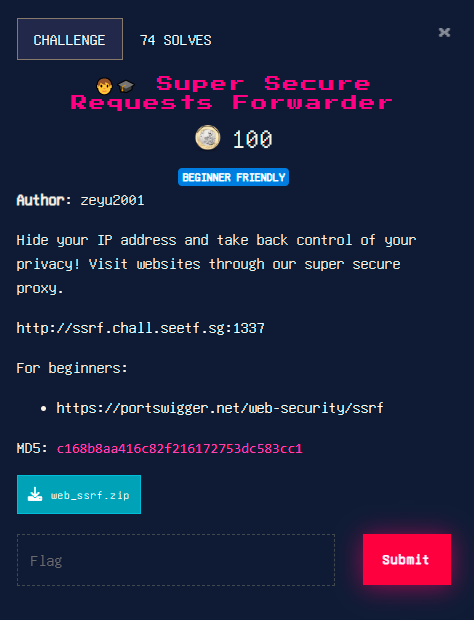 CHALLENGE 74 SOLVES ×
🧑‍🎓 Super Secure
Requests Forwarder
100
BEGINNER FRIENDLY
Author: zeyu2001
Hide your IP address and take back control of your
privacy! Visit websites through our super secure
proxy.
http://ssrf.chall.seetf.sg:1337
For beginners:
• https://portswigger.net/web-security/ssrf
MD5: c168b8aa416c82f216172753dc583cc1
web_ssrf.zip
Flag
Submit